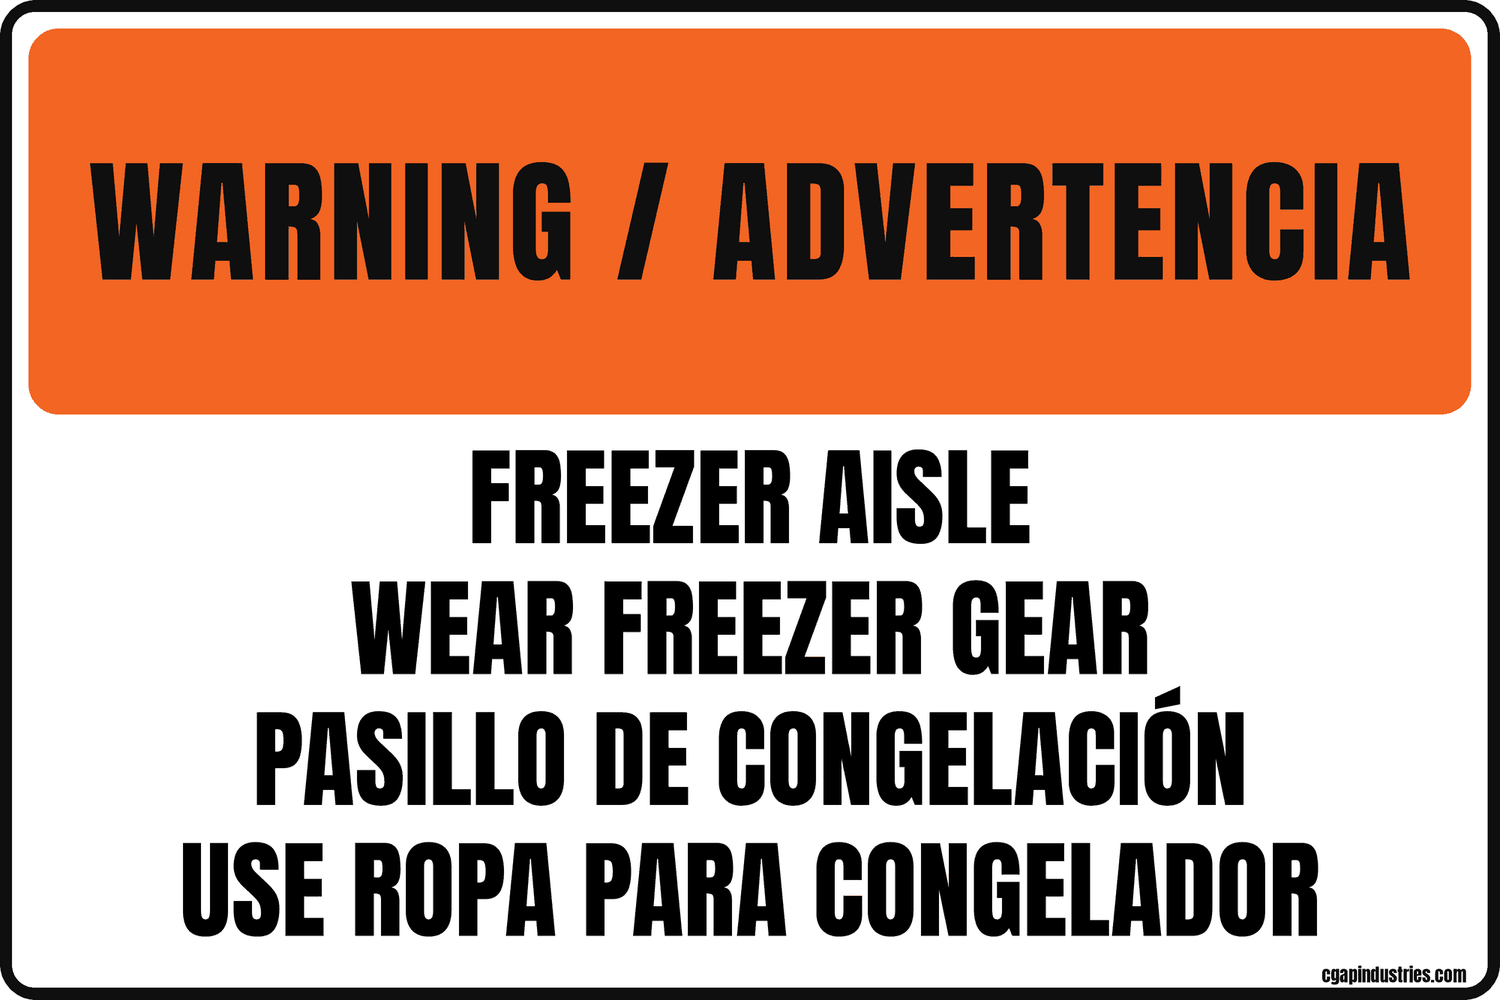 WARNING / ADVERTENCIA
FREEZER AISLE
WEAR FREEZER GEAR
PASILLO DE CONGELACIÓN
USE ROPA PARA CONGELADOR
cgapindustries.com